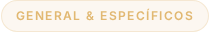 GENERAL & ESPECÍFICOS